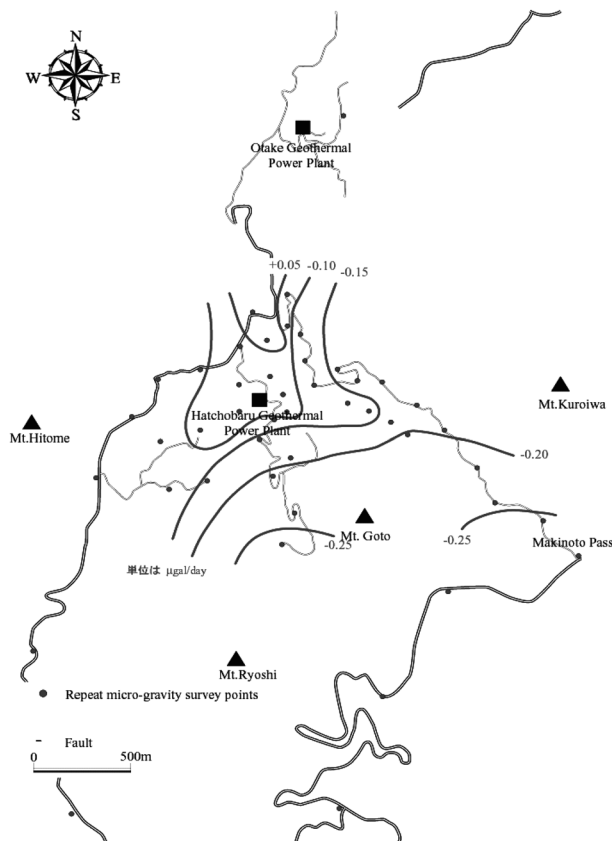 N
W E
S
Otake Geothermal
Power Plant
+0.05 -0.10 -0.15
Mt.Kuroiwa
Hatchobaru Geothermal
Power Plant
Mt.Hitome
-0.20
Mt. Goto
-0.25
-0.25
Makinoto Pass
単位は μgal/day
Mt.Ryoshi
Repeat micro-gravity survey points
Fault
0 500m